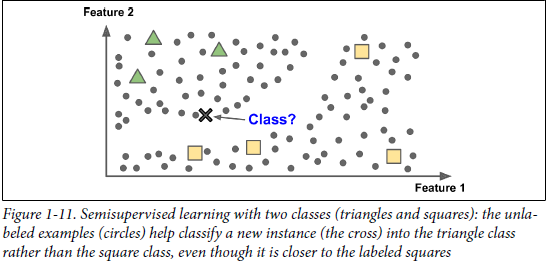 Feature 2
Class?
Feature 1
Figure 1-11. Semisupervised learning with two classes (triangles and squares): the unla-
beled examples (circles) help classify a new instance (the cross) into the triangle class
rather than the square class, even though it is closer to the labeled squares